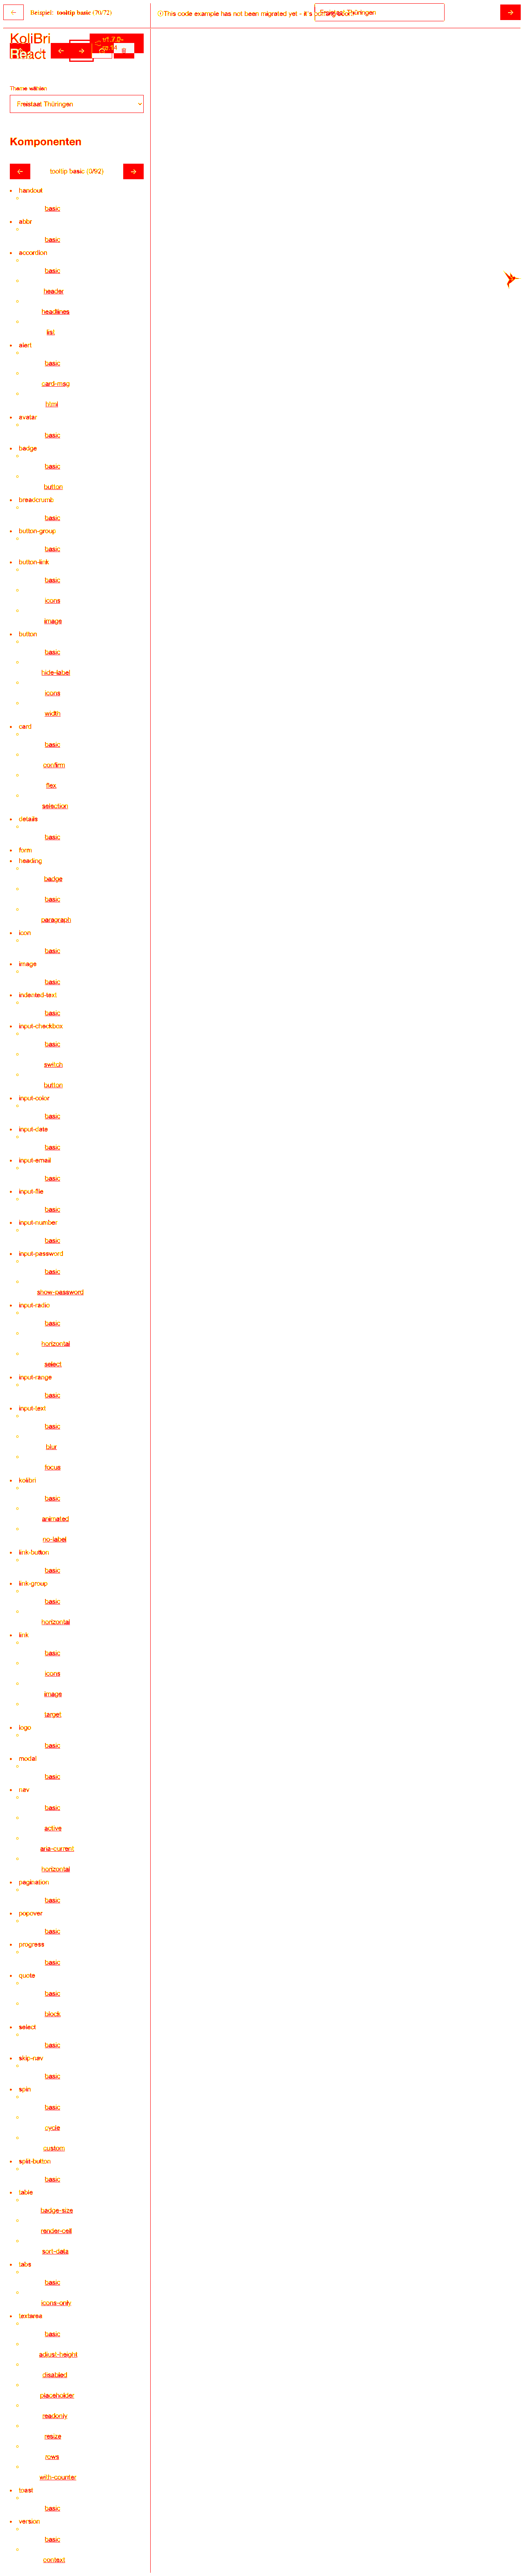 Beispiel: tooltip basic (70/72)
This code example has not been migrated yet - it's coming soon!
Freistaat Thüringen
KoliBri
React
Theme wählen
Freistaat Thüringen
Komponenten
tooltip basic
handout
basic
abbr
basic
accordion
basic
header
headlines
list
alert
basic
card-msg
html
avatar
basic
badge
basic
button
breadcrumb
basic
button-group
basic
button-link
basic
icons
image
button
basic
hide-label
icons
width
card
basic
confirm
flex
selection
details
basic
form
heading
badge
basic
paragraph
icon
basic
image
basic
indented-text
basic
input-checkbox
basic
switch
button
input-color
basic
input-date
basic
input-email
basic
input-file
basic
input-number
basic
input-password
basic
show-password
input-radio
basic
horizontal
select
input-range
basic
input-text
basic
blur
focus
kolibri
basic
animated
no-label
link-button
basic
link-group
basic
horizontal
link
basic
icons
image
target
logo
basic
modal
basic
nav
basic
active
aria-current
horizontal
pagination
basic
popover
basic
progress
basic
quote
basic
block
select
basic
skip-nav
basic
spin
basic
cycle
custom
split-button
basic
table
badge-size
render-cell
sort-data
tabs
basic
icons-only
textarea
basic
adjust-height
disabled
placeholder
readonly
resize
rows
with-counter
toast
basic
version
basic
context